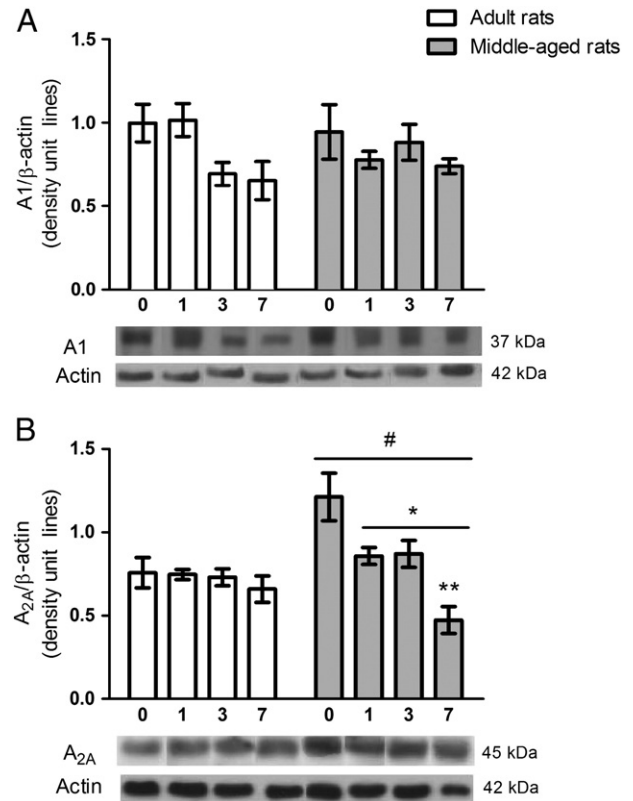 A
Adult rats
Middle-aged rats
A1/β-actin
(density unit lines)
1.5
1.0
0.5
0.0
0 1 3 7 0 1 3 7
A1 37 kDa
Actin 42 kDa
B
A2A/β-actin
(density unit lines)
1.5
1.0
0.5
0.0
#
*
**
0 1 3 7 0 1 3 7
A2A 45 kDa
Actin 42 kDa